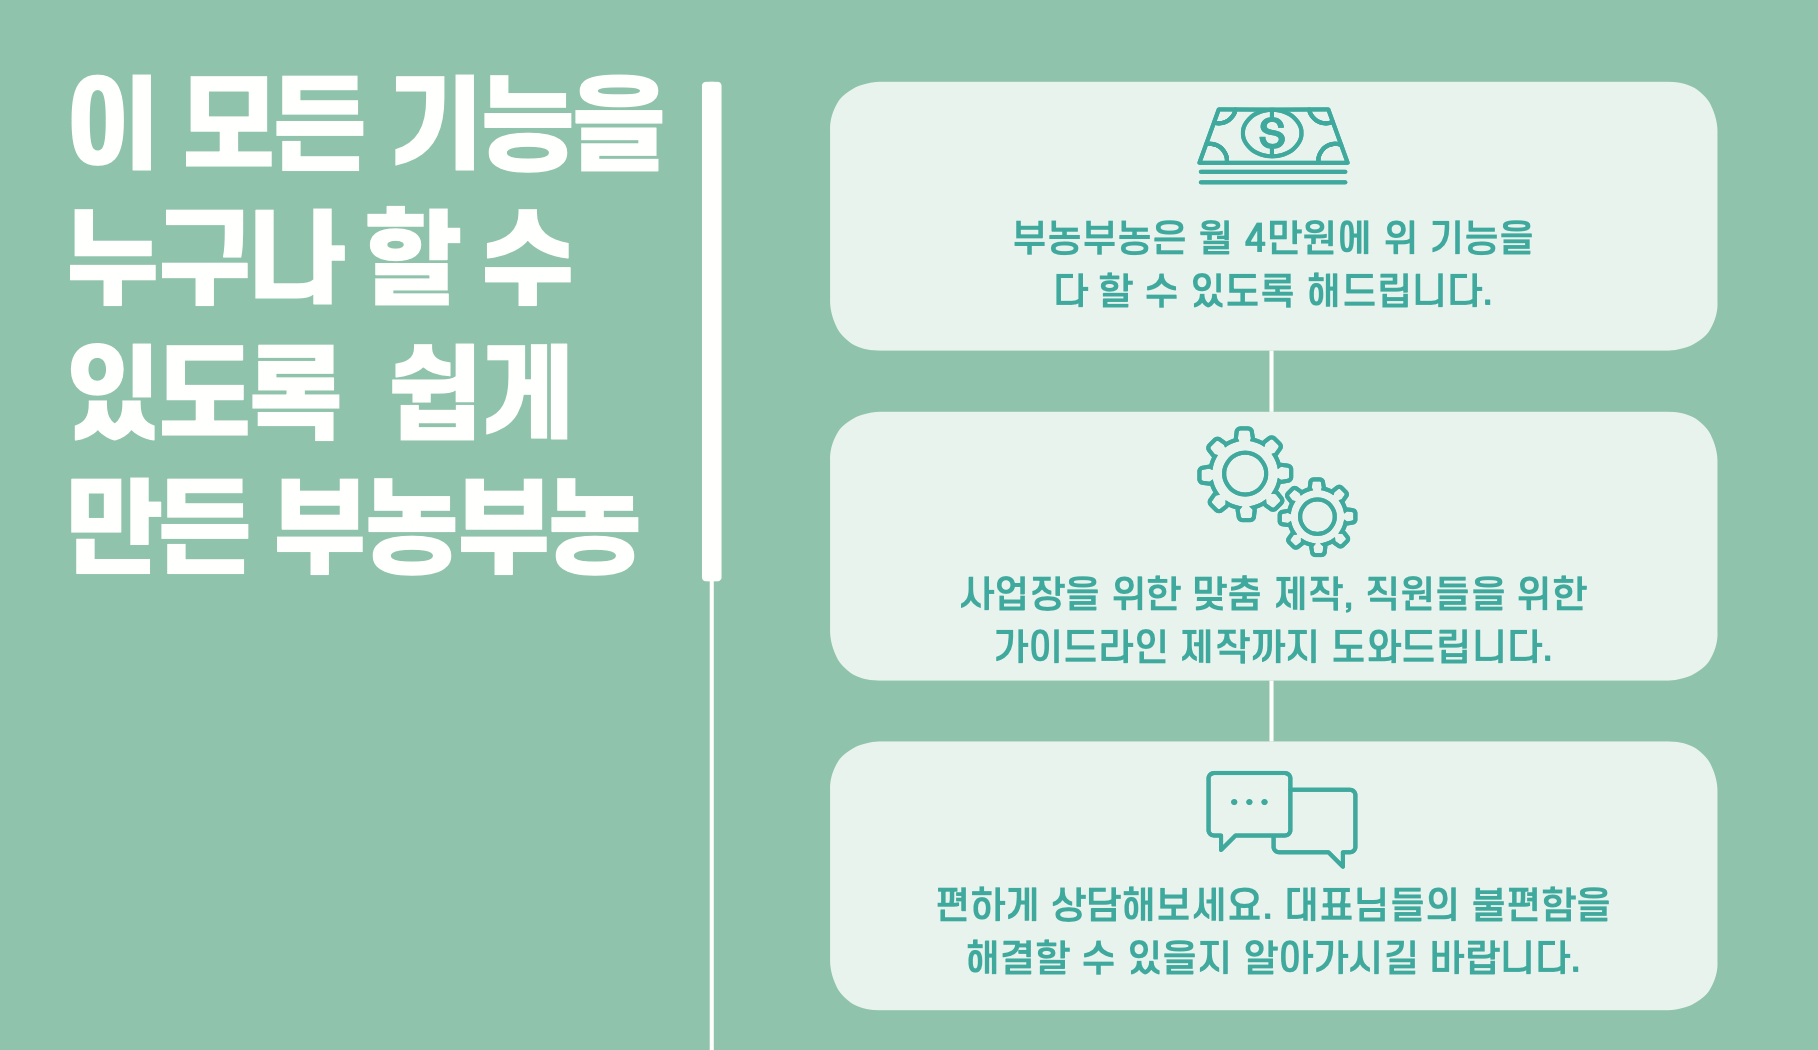 이 모든 기능을
누구나 할 수
있도록 쉽게
만든 부농부농
부농부농은 월 4만원에 위 기능을
다 할 수 있도록 해드립니다.
사업장을 위한 맞춤 제작, 직원들을 위한
가이드라인 제작까지 도와드립니다.
편하게 상담해보세요. 대표님들의 불편함을
해결할 수 있을지 알아가시길 바랍니다.